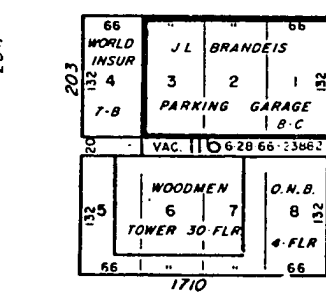 66
WORLD
INSUR
4
7-B
203
132
J L BRANDEIS
3 2 1
PARKING GARAGE
B-C
66
132
20
VAC. 116 6-28-66-23882
132
5
66
WOODMEN
6 7
TOWER 30-FLR
O.N.B.
8
132
4-FLR
66
1710